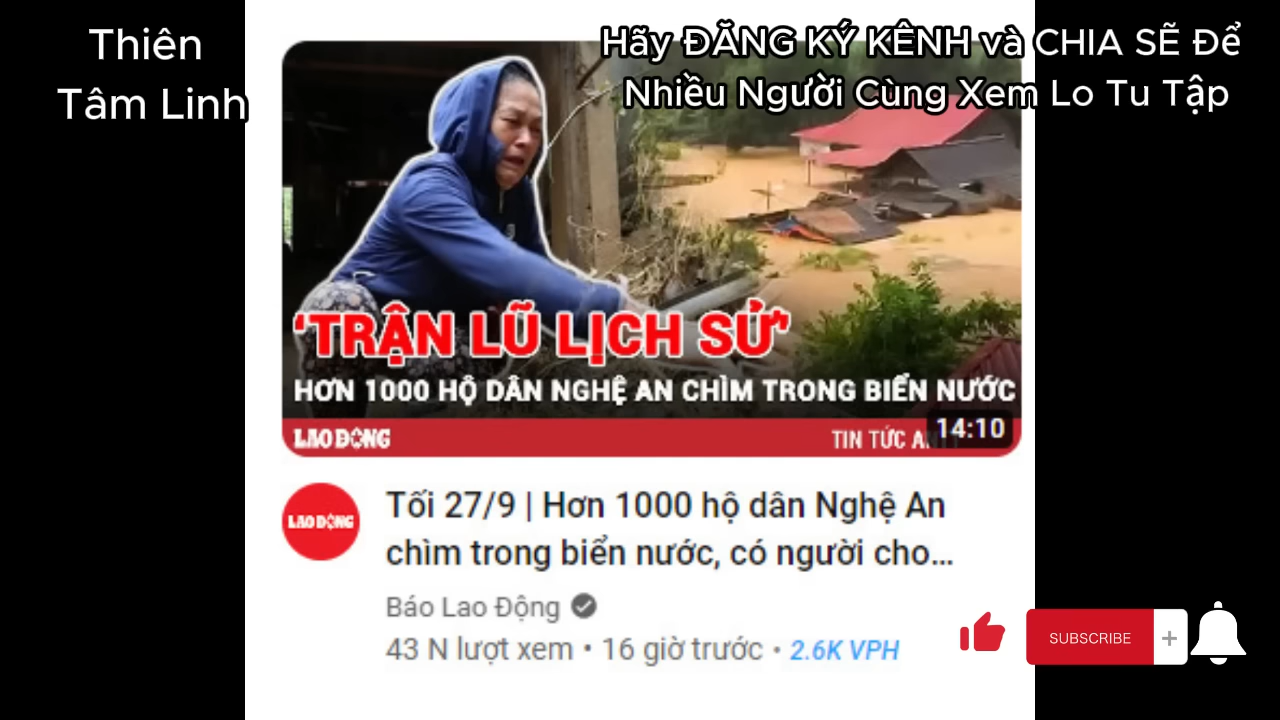 Thiên
Tâm Linh
Hãy ĐĂNG KÝ KÊNH và CHIA SẼ Để
Nhiều Người Cùng Xem Lo Tu Tập
‘TRẬN LŨ LỊCH SỬ’
HƠN 1000 HỘ DÂN NGHỆ AN CHÌM TRONG BIỂN NƯỚC
LAO ĐỘNG
TIN TỨC
14:10
LAO ĐỘNG
Tối 27/9 | Hơn 1000 hộ dân Nghệ An
chìm trong biển nước, có người cho...
Báo Lao Động
43 N lượt xem • 16 giờ trước • 2.6K VPH
SUBSCRIBE +